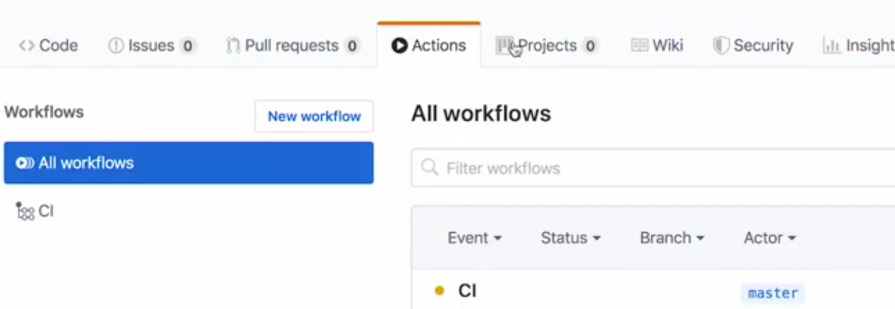 Code Issues 0 Pull requests 0 Actions Projects 0 Wiki Security Insight
Workflows New workflow
All workflows
CI
All workflows
Filter workflows
Event Status Branch Actor
CI master